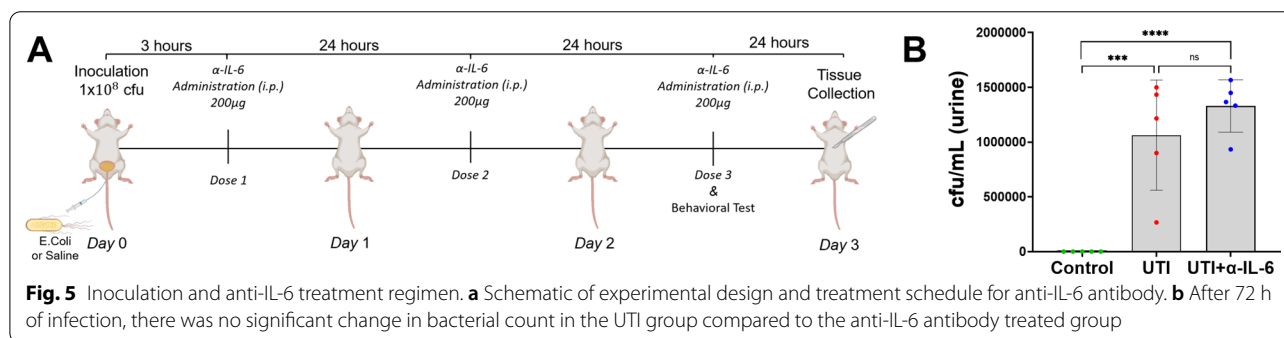 A
3 hours 24 hours 24 hours 24 hours
Inoculation
1x10⁸ cfu
α-IL-6
Administration (i.p.)
200μg
Dose 1
α-IL-6
Administration (i.p.)
200μg
Dose 2
α-IL-6
Administration (i.p.)
200μg
Dose 3
&
Behavioral Test
Tissue
Collection
E.Coli
or Saline
Day 0 Day 1 Day 2 Day 3
B
cfu/mL (urine)
2000000
1500000
1000000
500000
0
****
*** ns
Control UTI UTI+α-IL-6
Fig. 5 Inoculation and anti-IL-6 treatment regimen. a Schematic of experimental design and treatment schedule for anti-IL-6 antibody. b After 72 h
of infection, there was no significant change in bacterial count in the UTI group compared to the anti-IL-6 antibody treated group